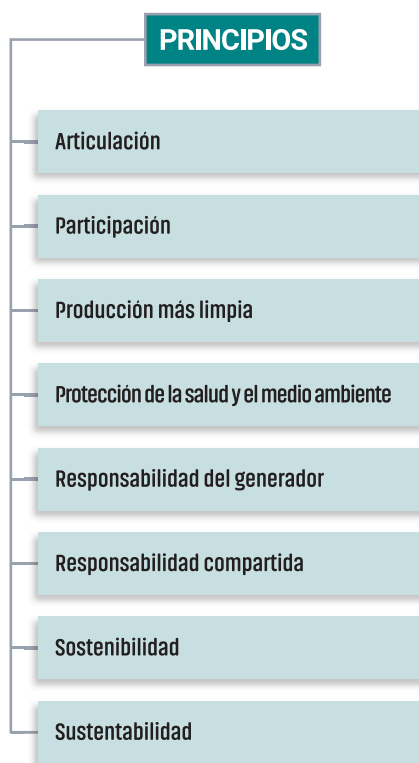 PRINCIPIOS
Articulación
Participación
Producción más limpia
Protección de la salud y el medio ambiente
Responsabilidad del generador
Responsabilidad compartida
Sostenibilidad
Sustentabilidad